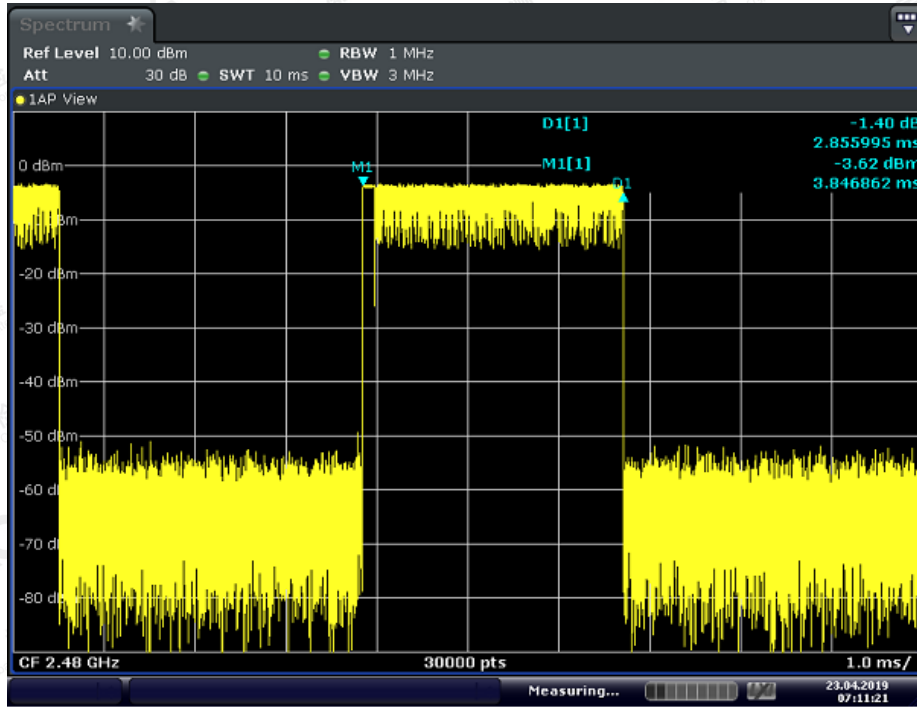 Spectrum
Ref Level 10.00 dBm RBW 1 MHz
Att 30 dB SWT 10 ms VBW 3 MHz
1AP View
D1[1] -1.40 dB
2.855995 ms
M1[1] -3.62 dBm
3.846862 ms
0 dBm
M1
D1
-20 dBm
-30 dBm
-40 dBm
-50 dBm
-60 d
-70 d
-80 d
CF 2.48 GHz 30000 pts 1.0 ms/
Measuring... 23.04.2019
07:11:21